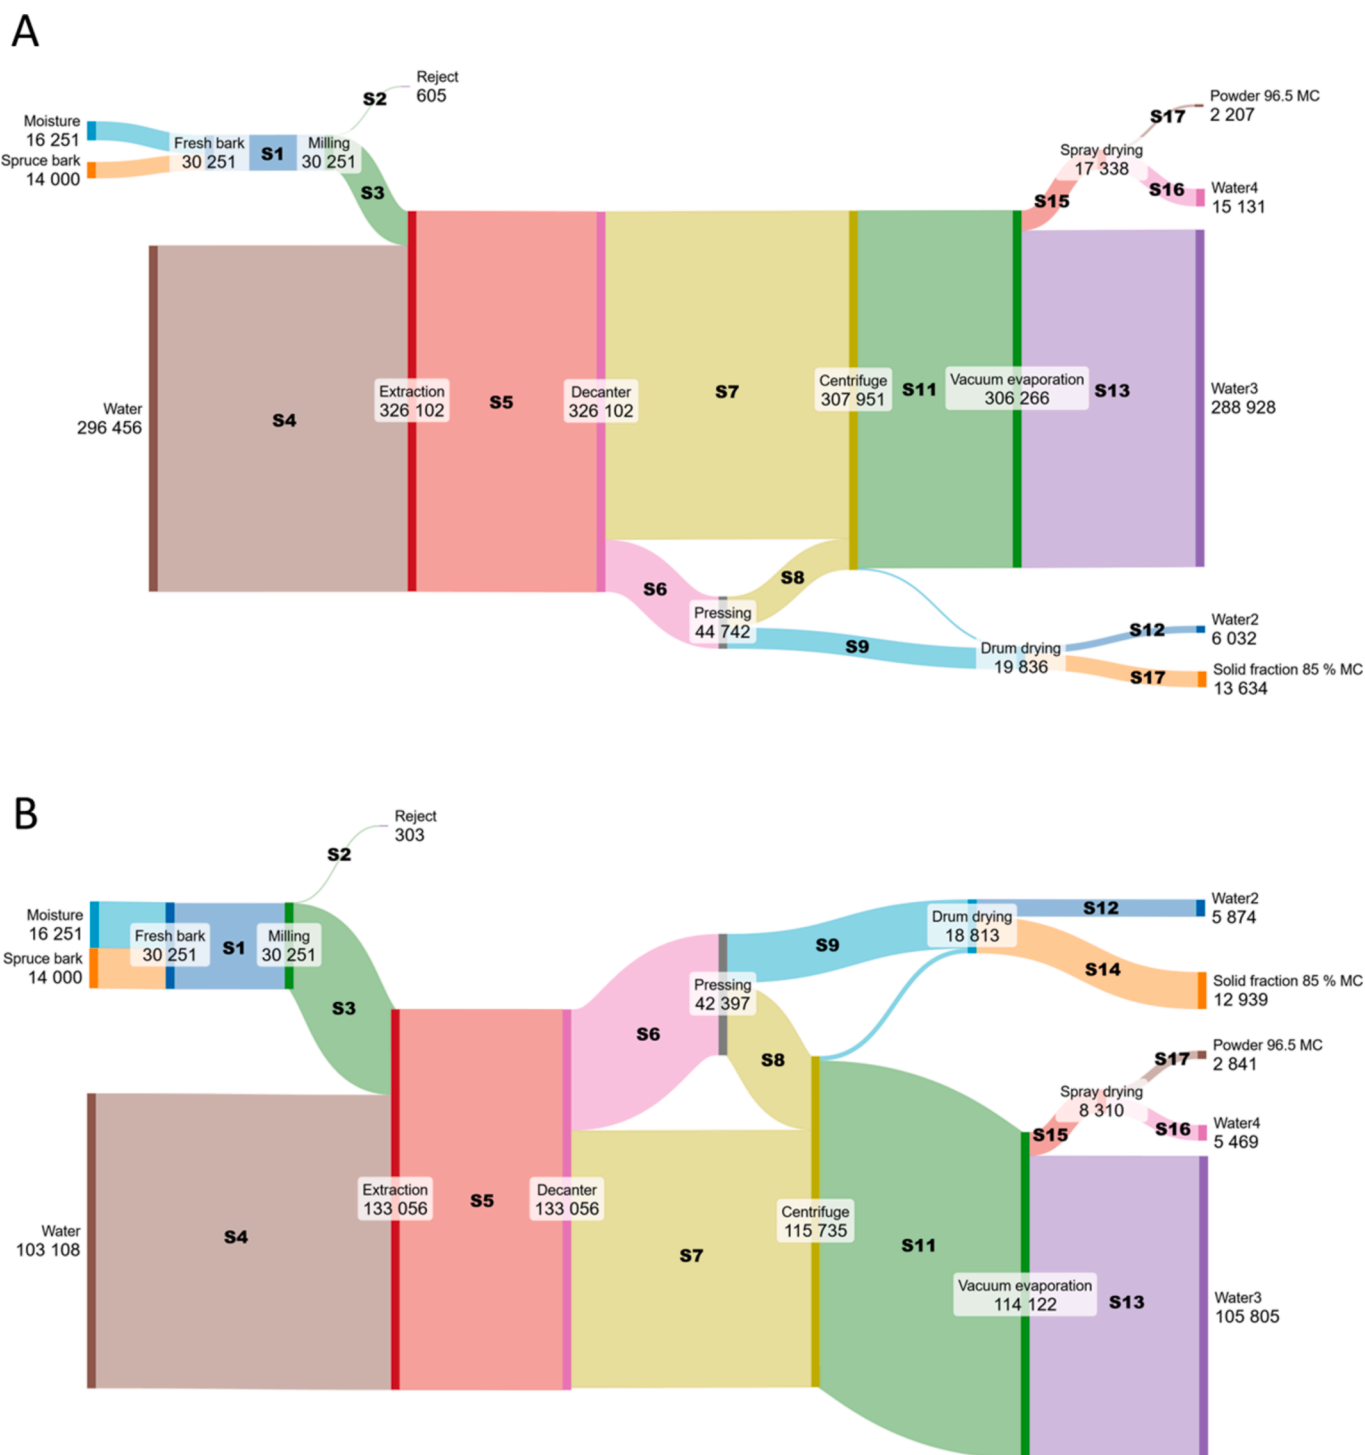 A
Reject
605
S2
Moisture
16 251
Spruce bark
14 000
Fresh bark
30 251
S1
Milling
30 251
S3
Powder 96.5 MC
2 207
S17
Spray drying
17 338
S15
S16
Water4
15 131
Water
296 456
S4
Extraction
326 102
S5
Decanter
326 102
S7
Centrifuge
307 951
S11
Vacuum evaporation
306 266
S13
Water3
288 928
S6
Pressing
44 742
S8
S9
Drum drying
19 836
S12
Water2
6 032
S17
Solid fraction 85 % MC
13 634
B
Reject
303
S2
Moisture
16 251
Spruce bark
14 000
Fresh bark
30 251
S1
Milling
30 251
S3
Water
103 108
S4
Extraction
133 056
S5
Decanter
133 056
S6
Pressing
42 397
S9
S8
S7
Drum drying
18 813
S12
Water2
5 874
S14
Solid fraction 85 % MC
12 939
Centrifuge
115 735
S11
Powder 96.5 MC
2 841
S17
Spray drying
8 310
S15
S16
Water4
5 469
Vacuum evaporation
114 122
S13
Water3
105 805